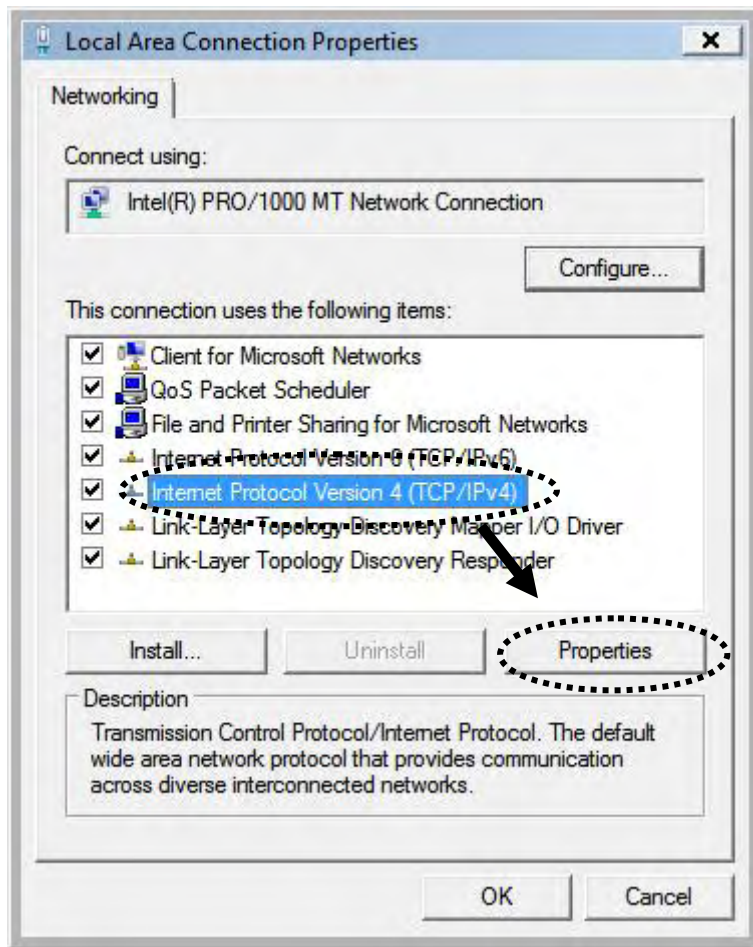 Local Area Connection Properties
Networking
Connect using:
Intel(R) PRO/1000 MT Network Connection
Configure...
This connection uses the following items:
Client for Microsoft Networks
QoS Packet Scheduler
File and Printer Sharing for Microsoft Networks
Internet Protocol Version 6 (TCP/IPv6)
Internet Protocol Version 4 (TCP/IPv4)
Link-Layer Topology Discovery Mapper I/O Driver
Link-Layer Topology Discovery Responder
Install...
Uninstall
Properties
Description
Transmission Control Protocol/Internet Protocol. The default
wide area network protocol that provides communication
across diverse interconnected networks.
OK
Cancel